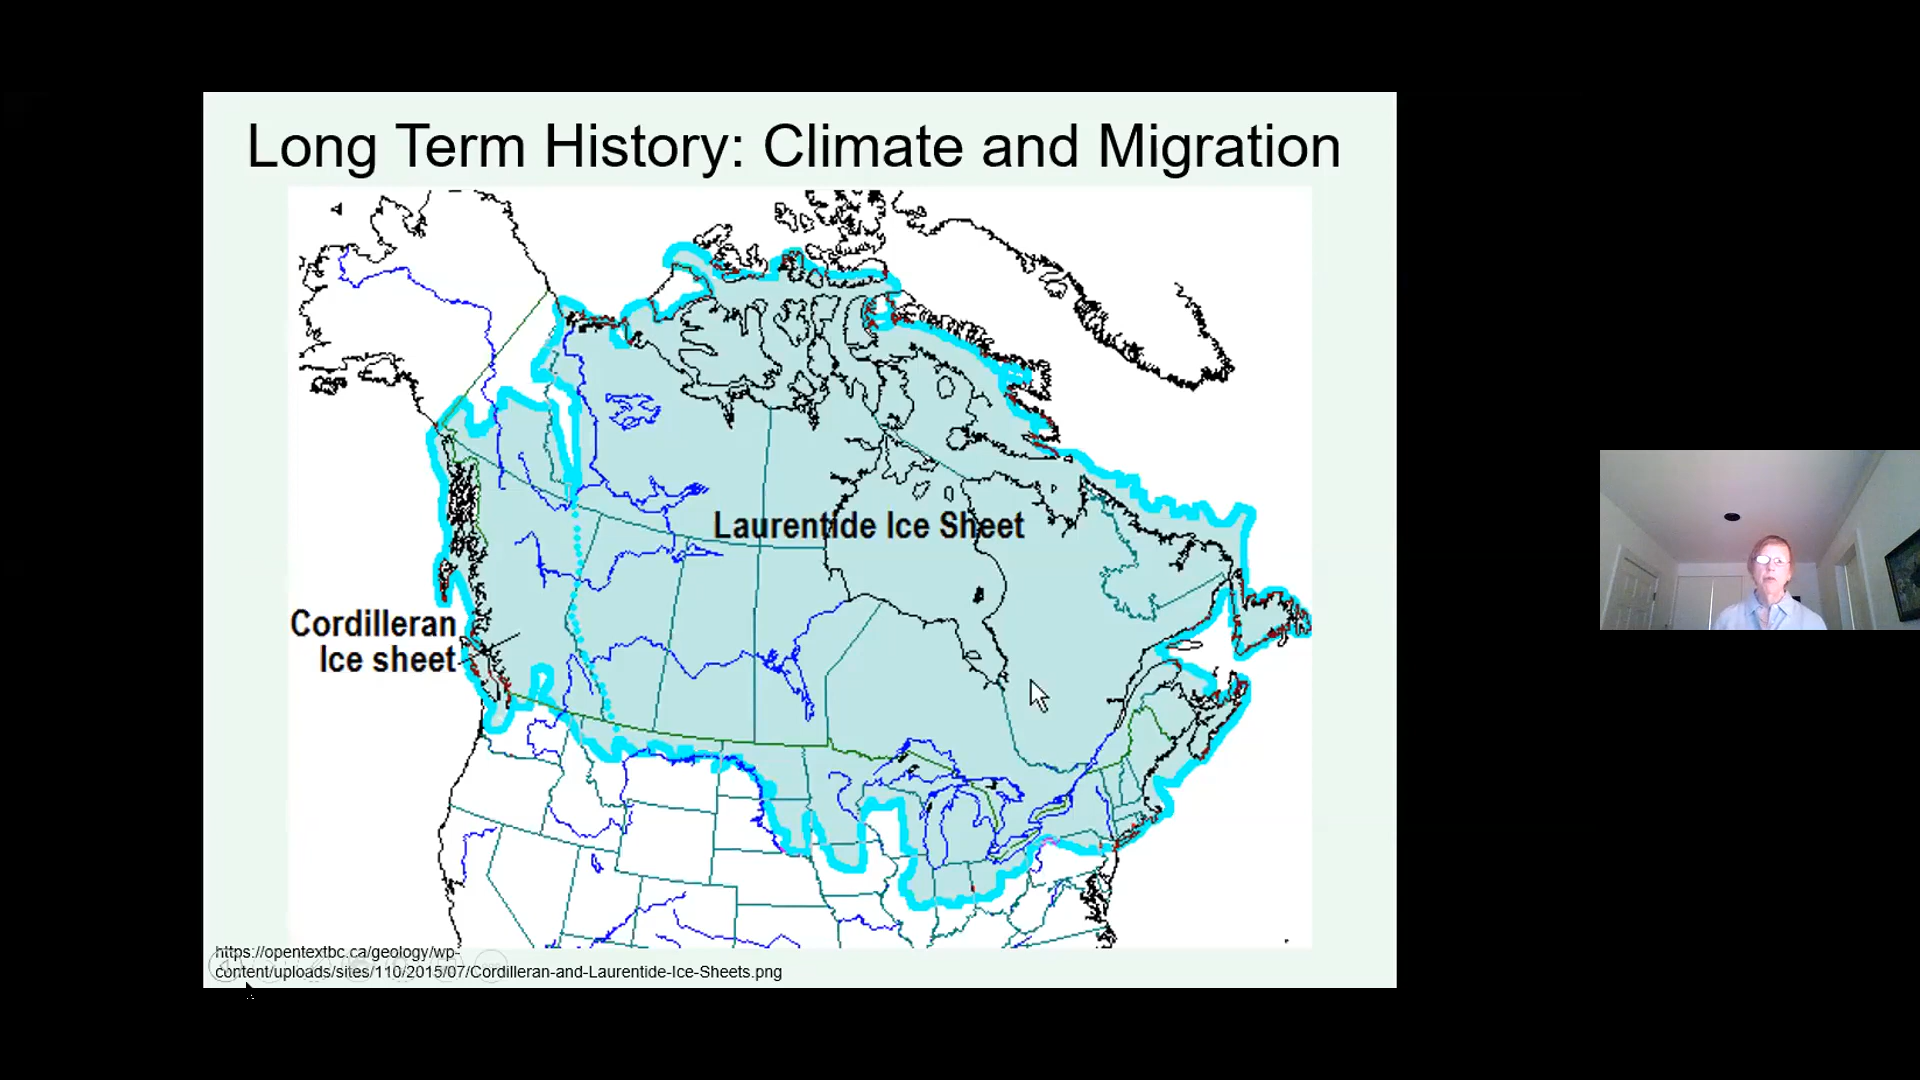 Long Term History: Climate and Migration
Laurentide Ice Sheet
Cordilleran
Ice sheet
https://opentextbc.ca/geology/wp-
content/uploads/sites/110/2015/07/Cordilleran-and-Laurentide-Ice-Sheets.png